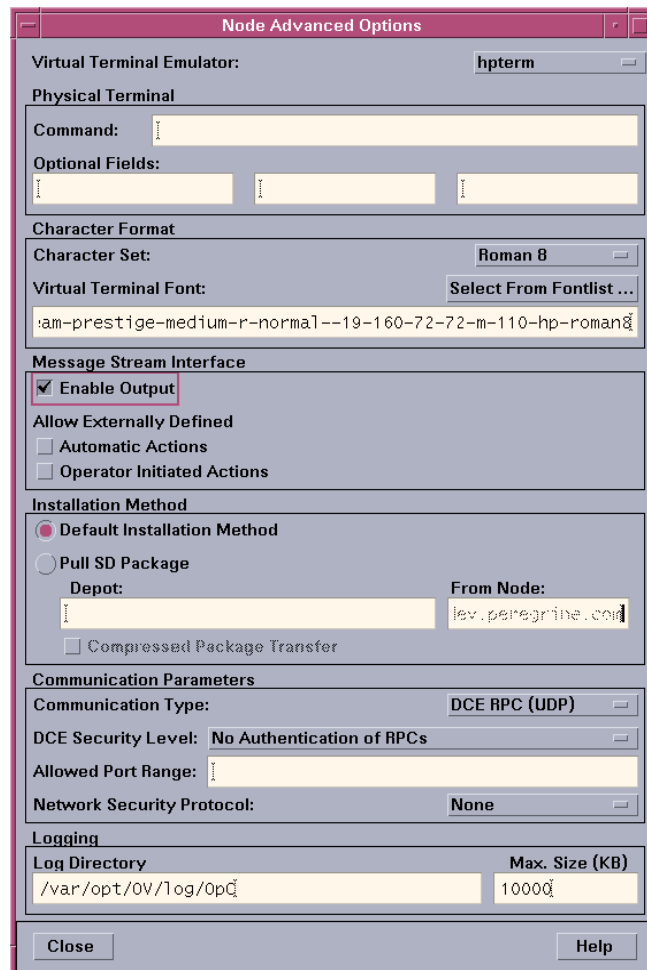 Node Advanced Options
Virtual Terminal Emulator: hpterm
Physical Terminal
Command:
Optional Fields:
Character Format
Character Set: Roman 8
Virtual Terminal Font: Select From Fontlist ...
am-prestige-medium-r-normal--19-160-72-72-m-110-hp-roman8
Message Stream Interface
Enable Output
Allow Externally Defined
Automatic Actions
Operator Initiated Actions
Installation Method
Default Installation Method
Pull SD Package
Depot: From Node:
lev.peregrine.com
Compressed Package Transfer
Communication Parameters
Communication Type: DCE RPC (UDP)
DCE Security Level: No Authentication of RPCs
Allowed Port Range:
Network Security Protocol: None
Logging
Log Directory Max. Size (KB)
/var/opt/OV/log/OpC 10000
Close Help